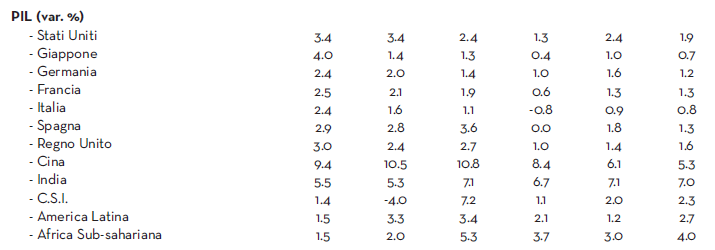 PIL (var. %)
- Stati Uniti 3.4 3.4 2.4 1.3 2.4 1.9
- Giappone 4.0 1.4 1.3 0.4 1.0 0.7
- Germania 2.4 2.0 1.4 1.0 1.6 1.2
- Francia 2.5 2.1 1.9 0.6 1.3 1.3
- Italia 2.4 1.6 1.1 -0.8 0.9 0.8
- Spagna 2.9 2.8 3.6 0.0 1.8 1.3
- Regno Unito 3.0 2.4 2.7 1.0 1.4 1.6
- Cina 9.4 10.5 10.8 8.4 6.1 5.3
- India 5.5 5.3 7.1 6.7 7.1 7.0
- C.S.I. 1.4 -4.0 7.2 1.1 2.0 2.3
- America Latina 1.5 3.3 3.4 2.1 1.2 2.7
- Africa Sub-sahariana 1.5 2.0 5.3 3.7 3.0 4.0